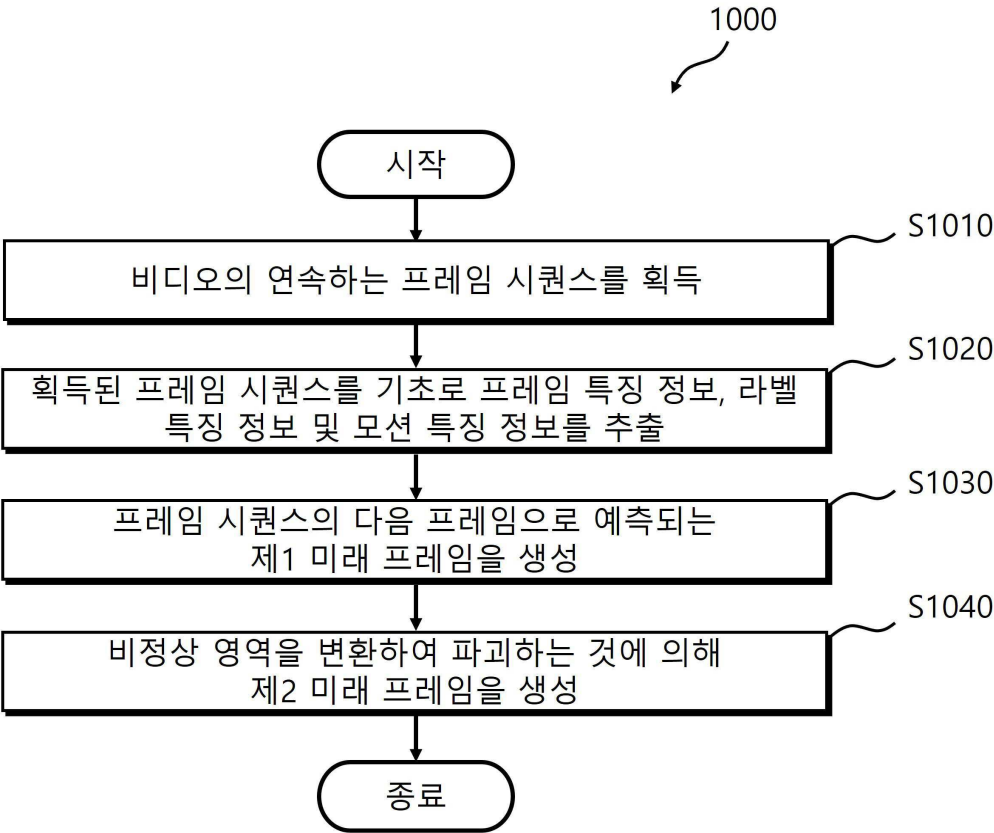 1000
시작
S1010
비디오의 연속하는 프레임 시퀀스를 획득
S1020
획득된 프레임 시퀀스를 기초로 프레임 특징 정보, 라벨
특징 정보 및 모션 특징 정보를 추출
S1030
프레임 시퀀스의 다음 프레임으로 예측되는
제1 미래 프레임을 생성
S1040
비정상 영역을 변환하여 파괴하는 것에 의해
제2 미래 프레임을 생성
종료